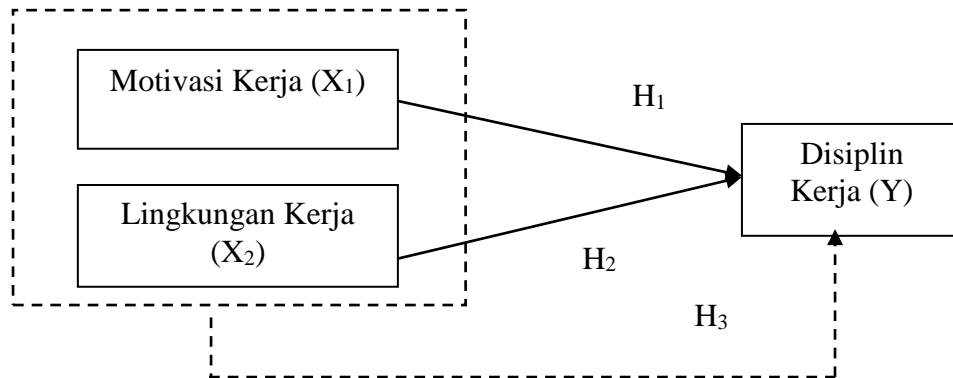 Motivasi Kerja (X₁)
H₁
Disiplin
Kerja (Y)
Lingkungan Kerja
(X₂)
H₂
H₃